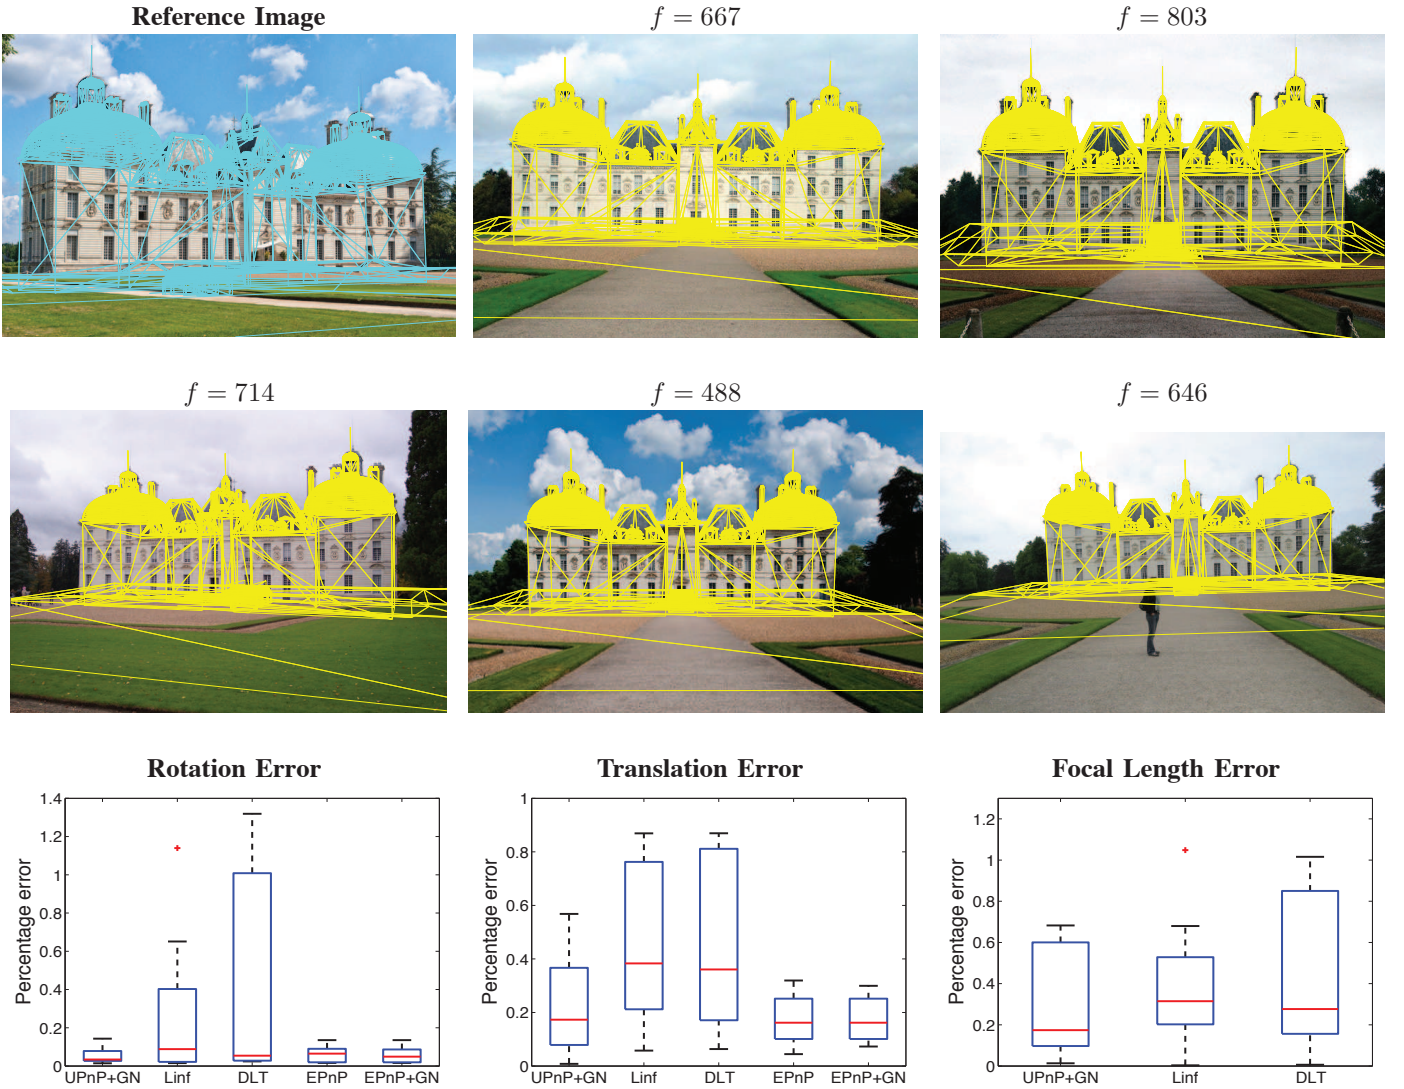 Reference Image
f = 667
f = 803
f = 714
f = 488
f = 646
Rotation Error
Translation Error
Focal Length Error
Percentage error
1.4
1.2
1
0.8
0.6
0.4
0.2
0
UPnP+GN Linf DLT EPnP EPnP+GN
Percentage error
1
0.8
0.6
0.4
0.2
0
UPnP+GN Linf DLT EPnP EPnP+GN
Percentage error
1.2
1
0.8
0.6
0.4
0.2
0
UPnP+GN Linf DLT